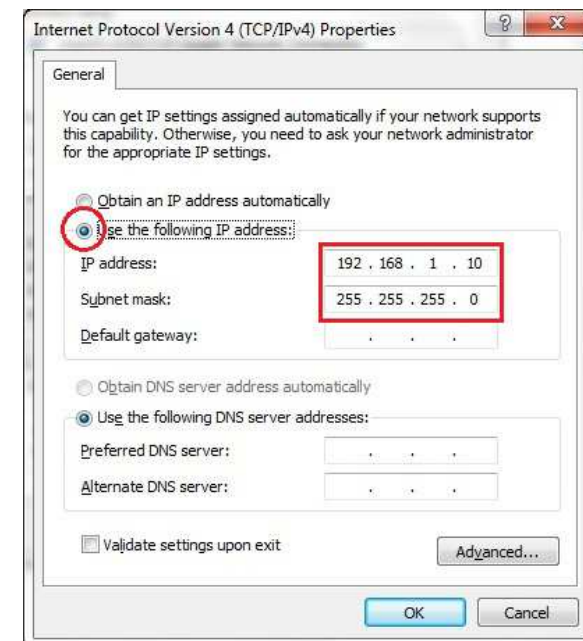 Internet Protocol Version 4 (TCP/IPv4) Properties
General
You can get IP settings assigned automatically if your network supports
this capability. Otherwise, you need to ask your network administrator
for the appropriate IP settings.
Obtain an IP address automatically
Use the following IP address:
IP address: 192 . 168 . 1 . 10
Subnet mask: 255 . 255 . 255 . 0
Default gateway: . . .
Obtain DNS server address automatically
Use the following DNS server addresses:
Preferred DNS server: . . .
Alternate DNS server: . . .
Validate settings upon exit
Advanced...
OK Cancel